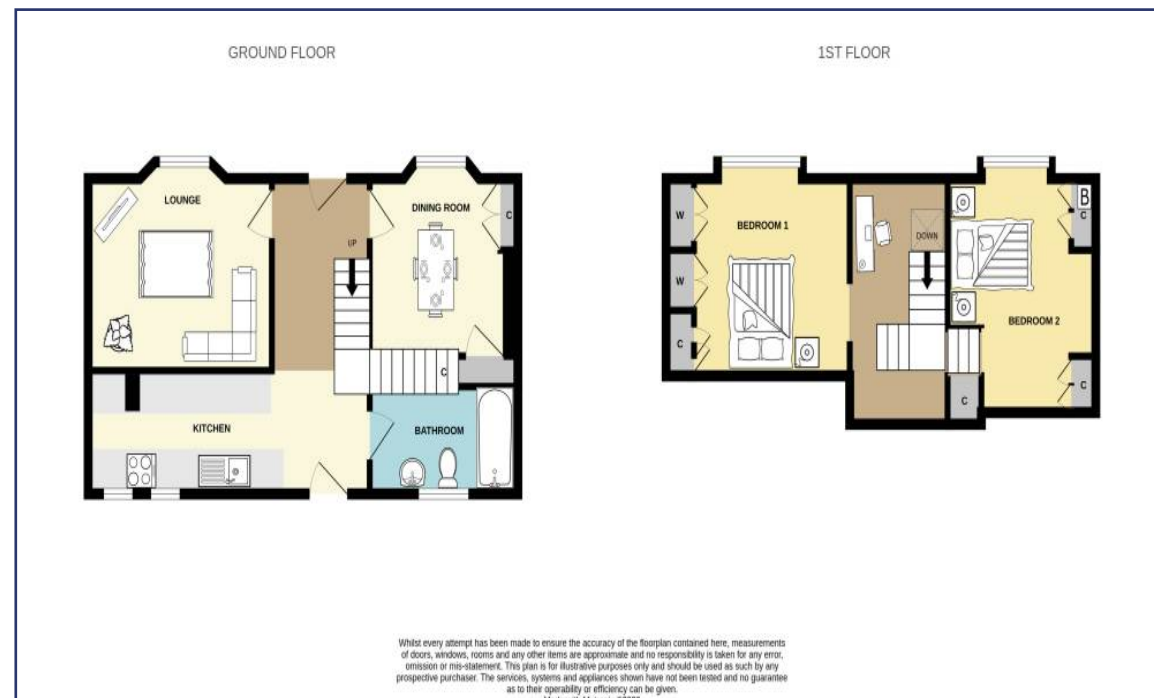 GROUND FLOOR
1ST FLOOR
LOUNGE
DINING ROOM
C
UP
C
KITCHEN
BATHROOM
W
BEDROOM 1
W
C
DOWN
B
C
BEDROOM 2
C
C
Whilst every attempt has been made to ensure the accuracy of the floorplan contained here, measurements
of doors, windows, rooms and any other items are approximate and no responsibility is taken for any error,
omission or mis-statement. This plan is for illustrative purposes only and should be used as such by any
prospective purchaser. The services, systems and appliances shown have not been tested and no guarantee
as to their operability or efficiency can be given.